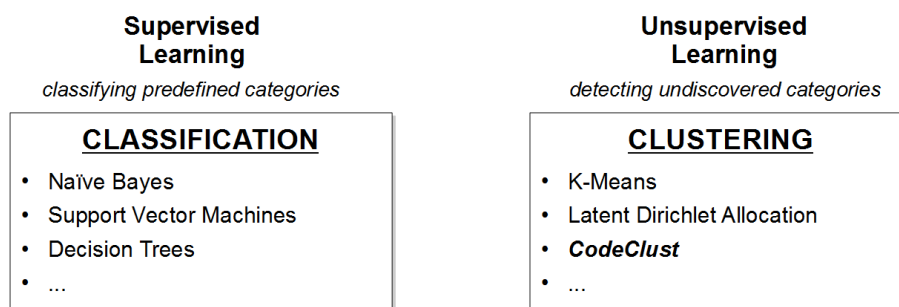 Supervised
Learning
classifying predefined categories
CLASSIFICATION
• Naïve Bayes
• Support Vector Machines
• Decision Trees
• ...
Unsupervised
Learning
detecting undiscovered categories
CLUSTERING
• K-Means
• Latent Dirichlet Allocation
• CodeClust
• ...